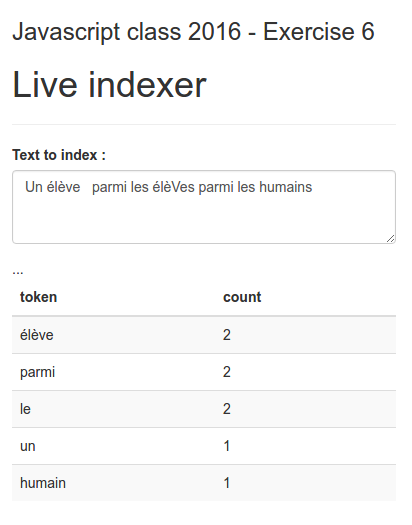 Javascript class 2016 - Exercise 6
Live indexer
Text to index :
Un élève   parmi les élèVes parmi les humains
...
token count
élève 2
parmi 2
le 2
un 1
humain 1